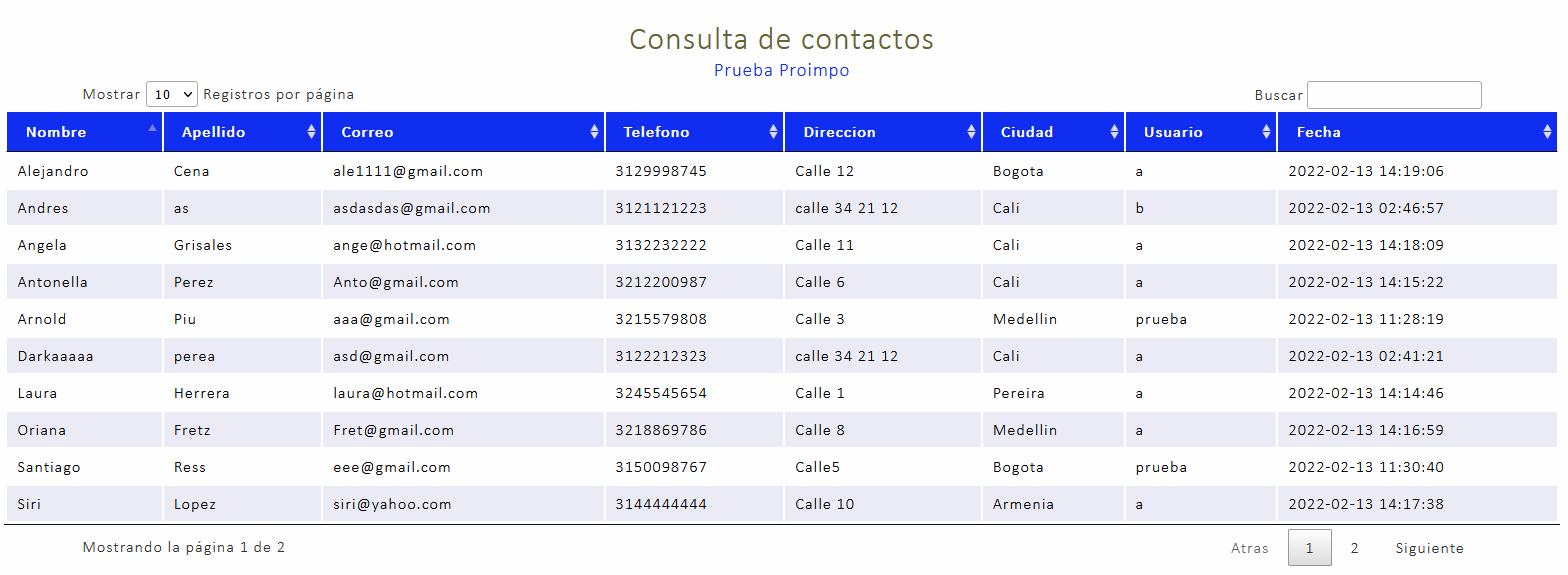 Consulta de contactos
Prueba Proimpo
Mostrar 10 Registros por página Buscar
Nombre Apellido Correo Telefono Direccion Ciudad Usuario Fecha
Alejandro Cena ale1111@gmail.com 3129998745 Calle 12 Bogota a 2022-02-13 14:19:06
Andres as asdasdas@gmail.com 3121121223 calle 34 21 12 Cali b 2022-02-13 02:46:57
Angela Grisales ange@hotmail.com 3132232222 Calle 11 Cali a 2022-02-13 14:18:09
Antonella Perez Anto@gmail.com 3212200987 Calle 6 Cali a 2022-02-13 14:15:22
Arnold Piu aaa@gmail.com 3215579808 Calle 3 Medellin prueba 2022-02-13 11:28:19
Darkaaaaa perea asd@gmail.com 3122212323 calle 34 21 12 Cali a 2022-02-13 02:41:21
Laura Herrera laura@hotmail.com 3245545654 Calle 1 Pereira a 2022-02-13 14:14:46
Oriana Fretz Fret@gmail.com 3218869786 Calle 8 Medellin a 2022-02-13 14:16:59
Santiago Ress eee@gmail.com 3150098767 Calle5 Bogota prueba 2022-02-13 11:30:40
Siri Lopez siri@yahoo.com 3144444444 Calle 10 Armenia a 2022-02-13 14:17:38
Mostrando la página 1 de 2 Atras 1 2 Siguiente